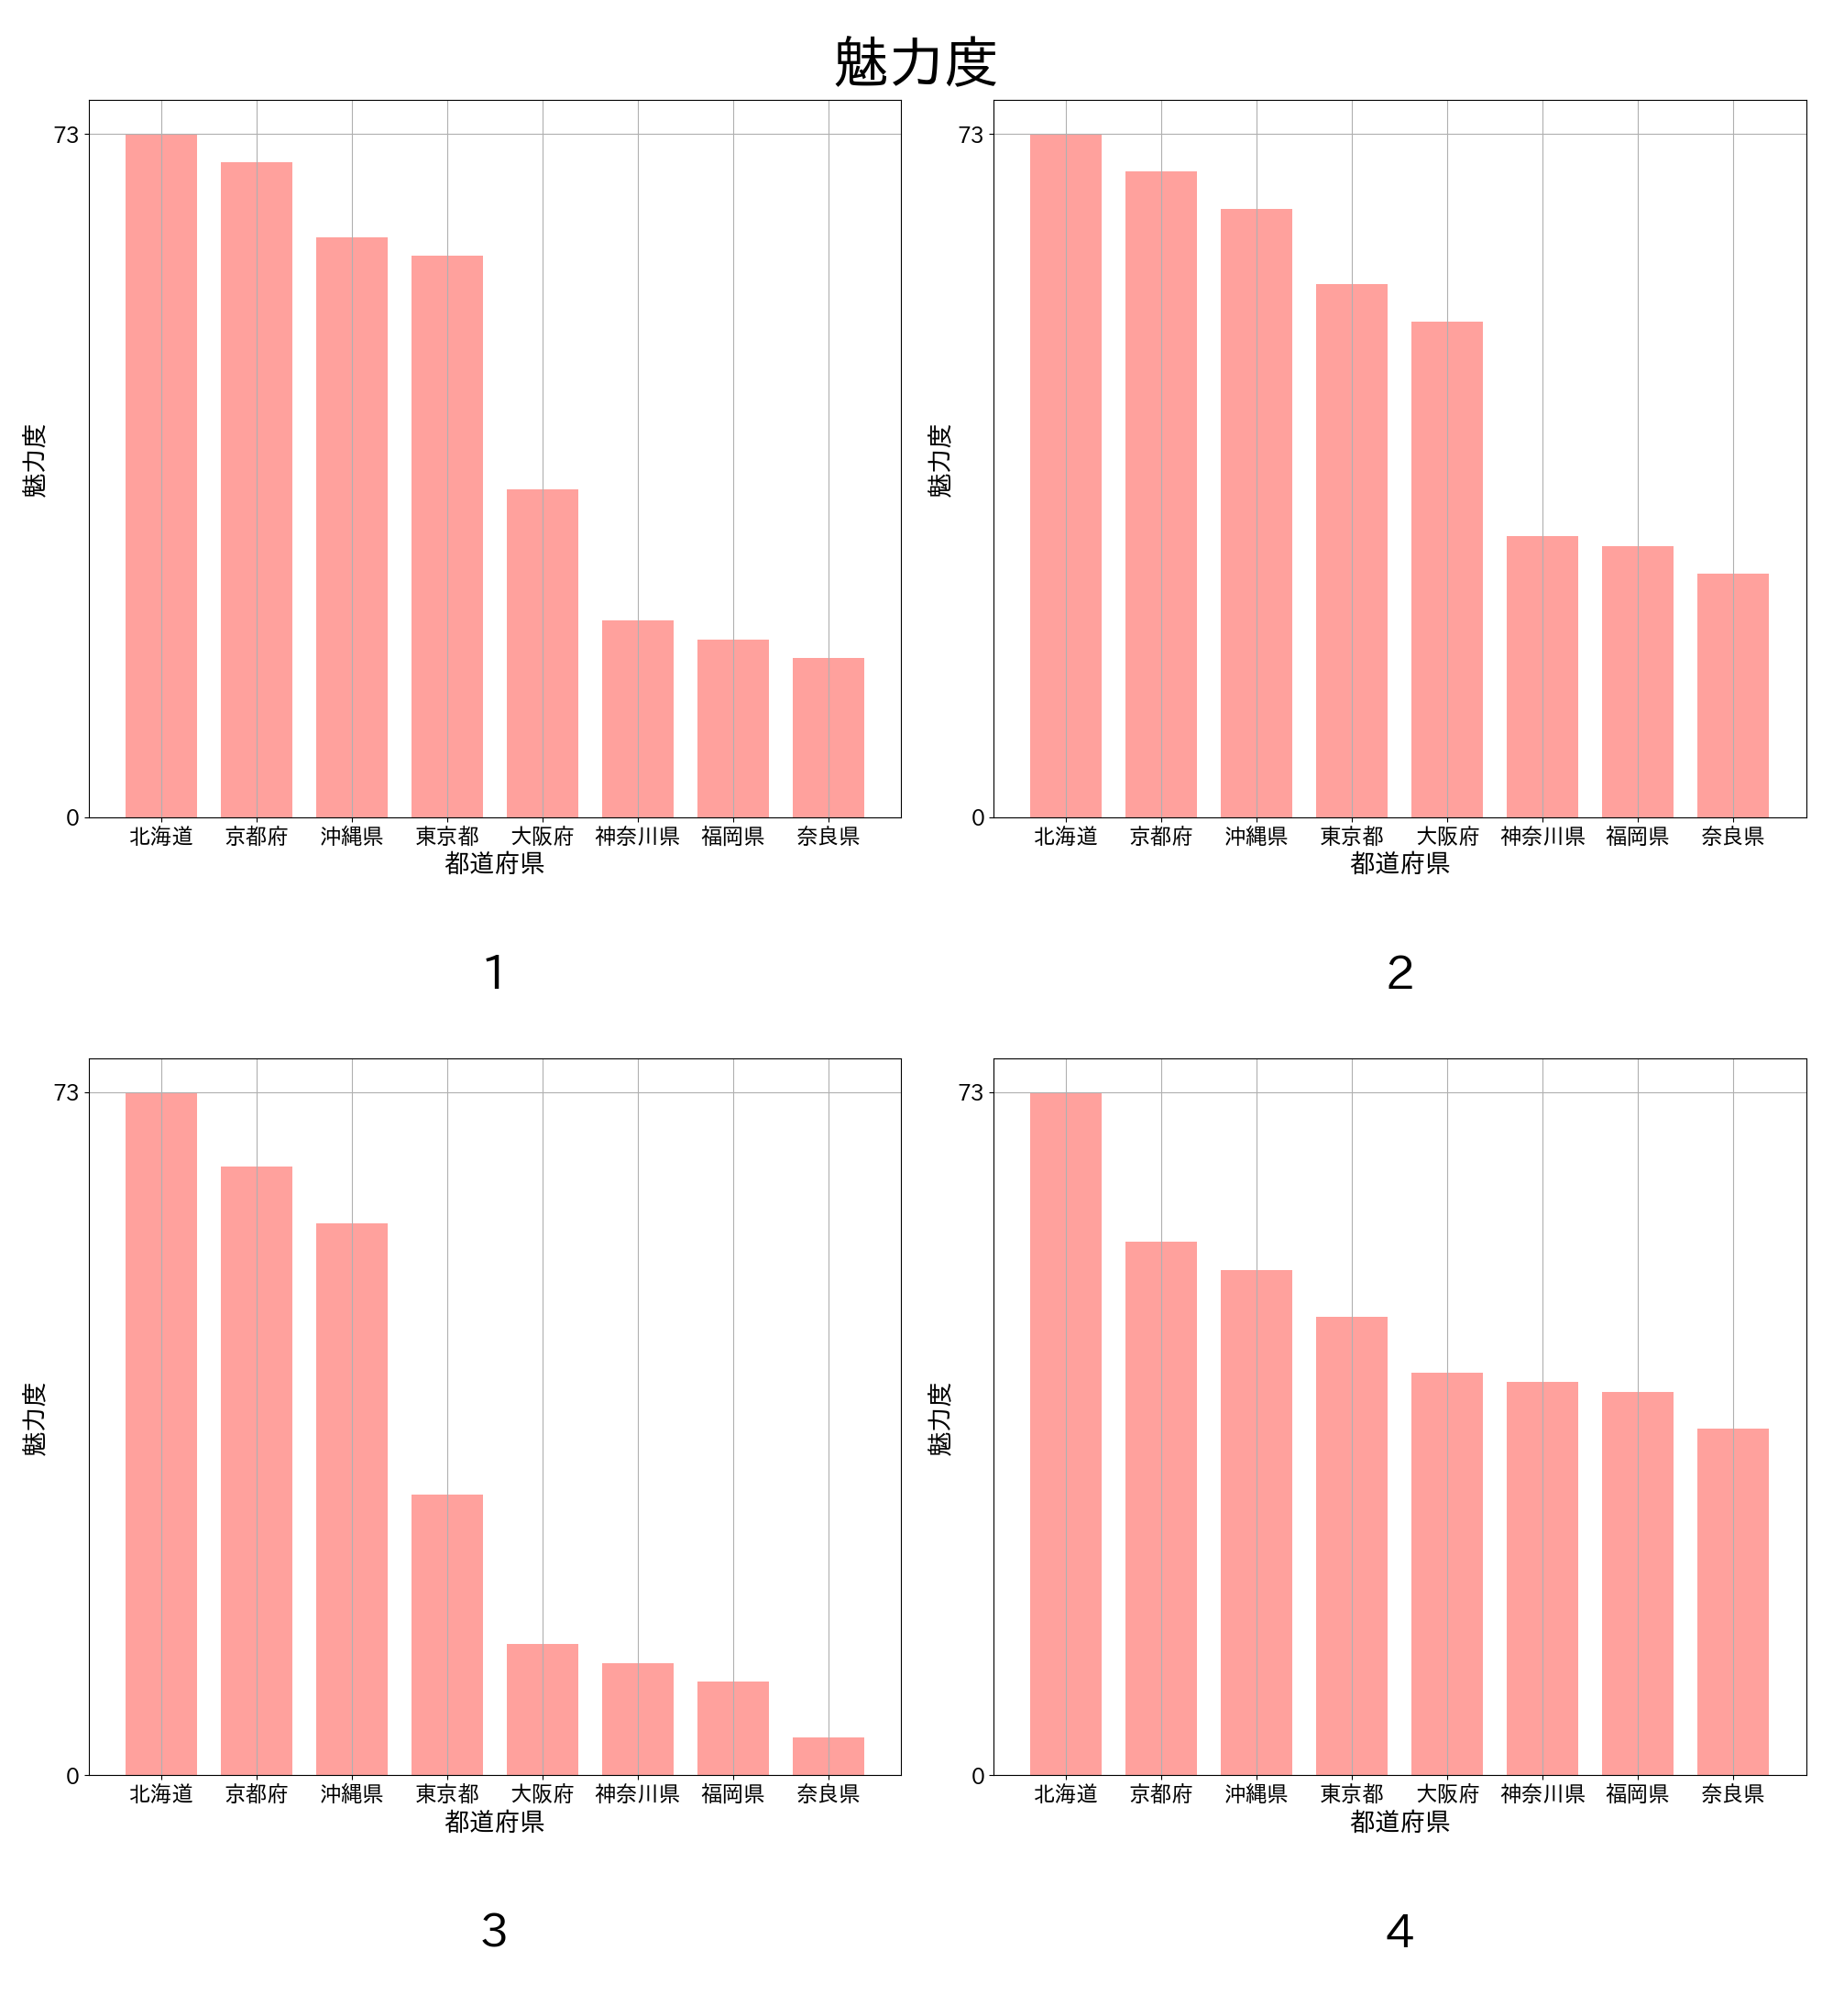 魅力度
73
0
魅力度
北海道 京都府 沖縄県 東京都 大阪府 神奈川県 福岡県 奈良県
都道府県
1
73
0
魅力度
北海道 京都府 沖縄県 東京都 大阪府 神奈川県 福岡県 奈良県
都道府県
2
73
0
魅力度
北海道 京都府 沖縄県 東京都 大阪府 神奈川県 福岡県 奈良県
都道府県
3
73
0
魅力度
北海道 京都府 沖縄県 東京都 大阪府 神奈川県 福岡県 奈良県
都道府県
4